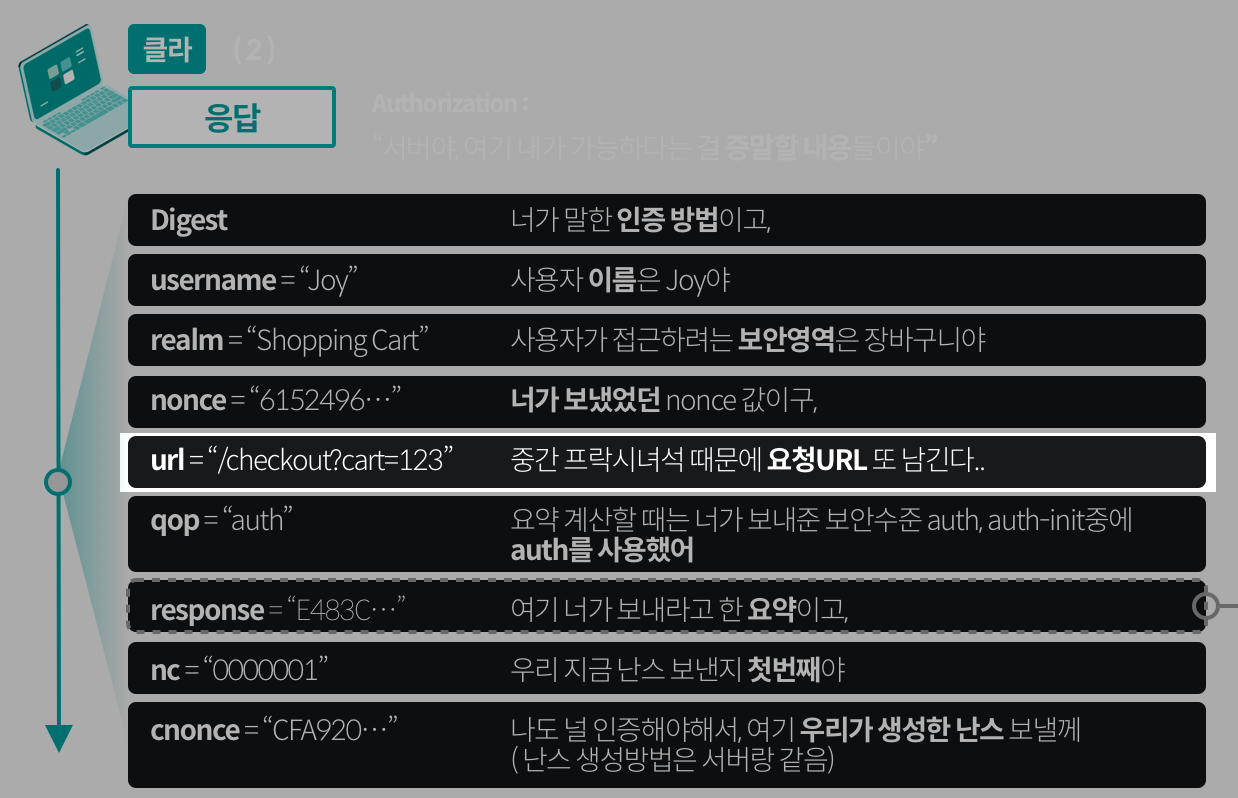 클라 (2)
응답
Authorization :
“서버야, 여기 내가 가능하다는 걸 증말할 내용들이야”
Digest 너가 말한 인증 방법이고,
username = “Joy” 사용자 이름은 Joy야
realm = “Shopping Cart” 사용자가 접근하려는 보안영역은 장바구니야
nonce = “6152496…” 너가 보냈었던 nonce 값이구,
url = “/checkout?cart=123” 중간 프락시녀석 때문에 요청URL 또 남긴다..
qop = “auth” 요약 계산할 때는 너가 보내준 보안수준 auth, auth-init중에
auth를 사용했어
response = “E483C…” 여기 너가 보내라고 한 요약이고,
nc = “0000001” 우리 지금 난스 보낸지 첫번째야
cnonce = “CFA920…” 나도 널 인증해야해서, 여기 우리가 생성한 난스 보낼께
( 난스 생성방법은 서버랑 같음)